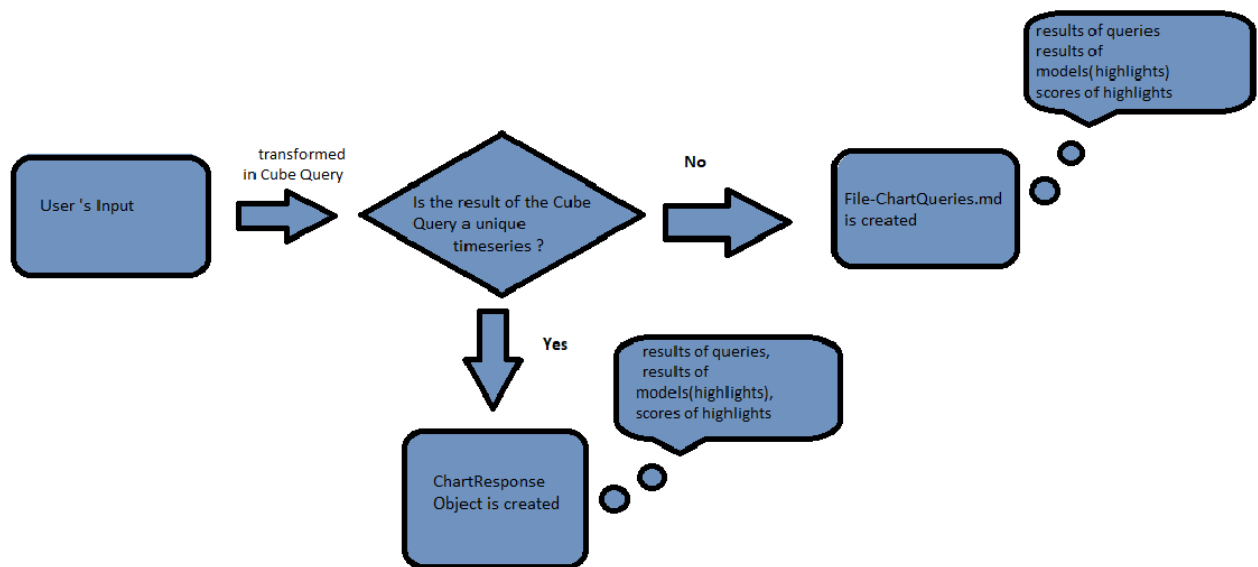 User 's Input
transformed
in Cube Query
Is the result of the Cube
Query a unique
timeseries ?
No
File-ChartQueries.md
is created
results of queries
results of
models(highlights)
scores of highlights
Yes
ChartResponse
Object is created
results of queries,
results of
models(highlights),
scores of highlights